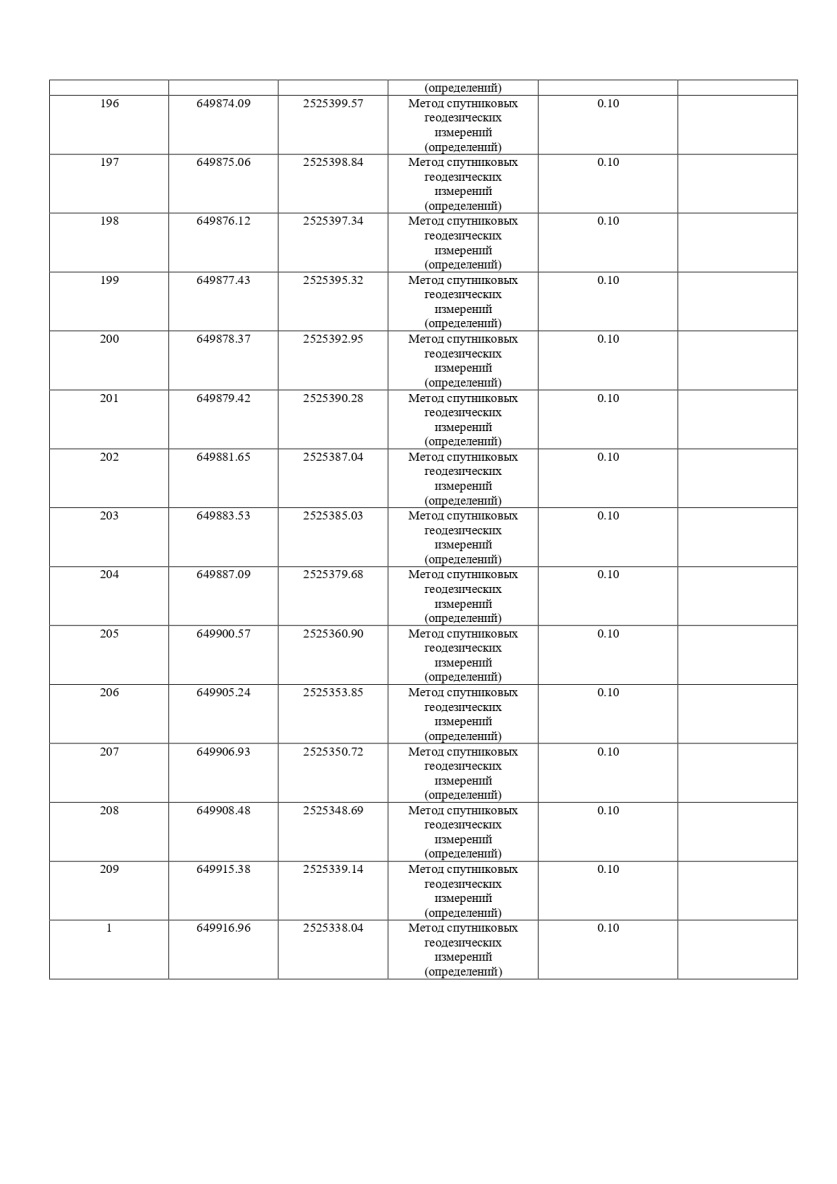 (определений)
196 649874.09 2525399.57 Метод спутниковых 0.10
геодезических
измерений
(определений)
197 649875.06 2525398.84 Метод спутниковых 0.10
геодезических
измерений
(определений)
198 649876.12 2525397.34 Метод спутниковых 0.10
геодезических
измерений
(определений)
199 649877.43 2525395.32 Метод спутниковых 0.10
геодезических
измерений
(определений)
200 649878.37 2525392.95 Метод спутниковых 0.10
геодезических
измерений
(определений)
201 649879.42 2525390.28 Метод спутниковых 0.10
геодезических
измерений
(определений)
202 649881.65 2525387.04 Метод спутниковых 0.10
геодезических
измерений
(определений)
203 649883.53 2525385.03 Метод спутниковых 0.10
геодезических
измерений
(определений)
204 649887.09 2525379.68 Метод спутниковых 0.10
геодезических
измерений
(определений)
205 649900.57 2525360.90 Метод спутниковых 0.10
геодезических
измерений
(определений)
206 649905.24 2525353.85 Метод спутниковых 0.10
геодезических
измерений
(определений)
207 649906.93 2525350.72 Метод спутниковых 0.10
геодезических
измерений
(определений)
208 649908.48 2525348.69 Метод спутниковых 0.10
геодезических
измерений
(определений)
209 649915.38 2525339.14 Метод спутниковых 0.10
геодезических
измерений
(определений)
1 649916.96 2525338.04 Метод спутниковых 0.10
геодезических
измерений
(определений)